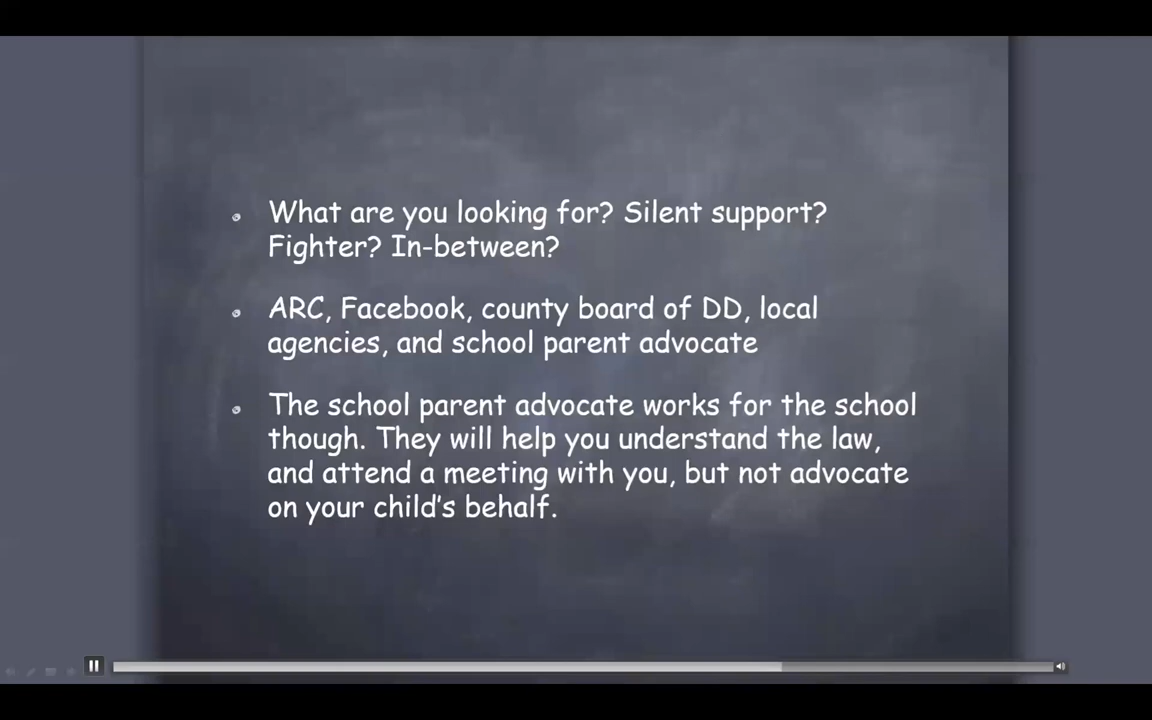 What are you looking for? Silent support?
Fighter? In-between?
ARC, Facebook, county board of DD, local
agencies, and school parent advocate
The school parent advocate works for the school
though. They will help you understand the law,
and attend a meeting with you, but not advocate
on your child's behalf.